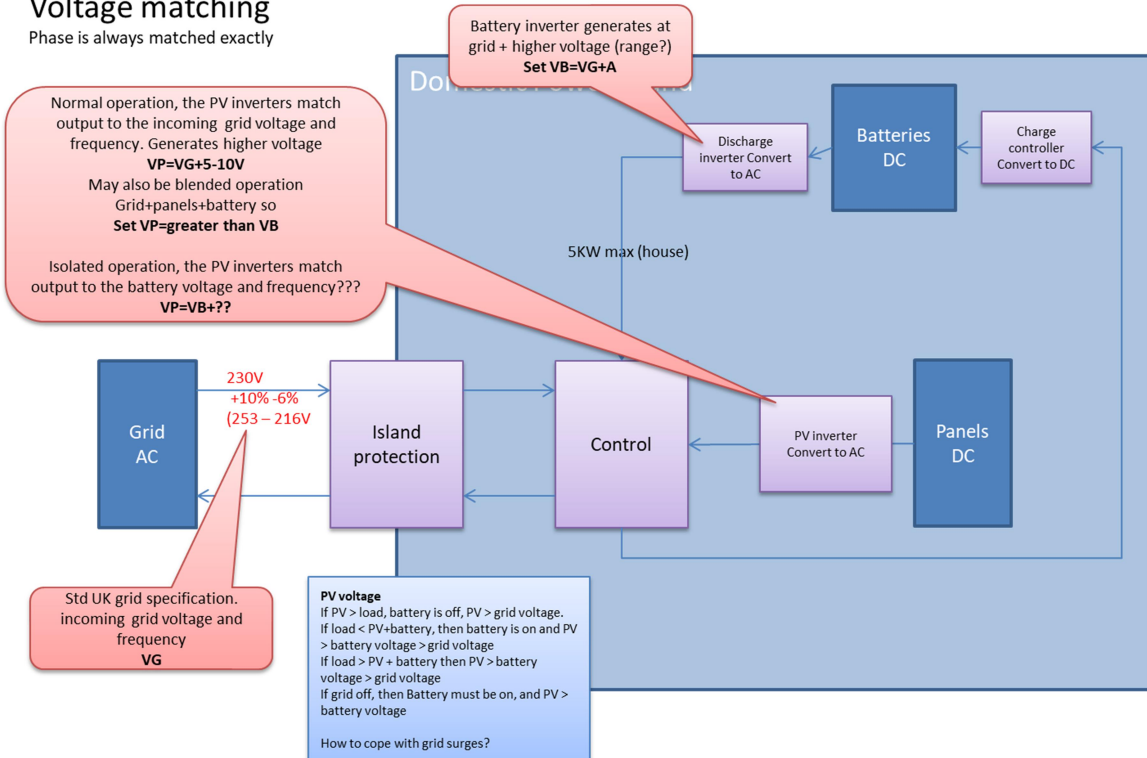 Voltage matching
Phase is always matched exactly
Battery inverter generates at
grid + higher voltage (range?)
Set VB=VG+A
Normal operation, the PV inverters match
output to the incoming grid voltage and
frequency. Generates higher voltage
VP=VG+5-10V
May also be blended operation
Grid+panels+battery so
Set VP=greater than VB
Isolated operation, the PV inverters match
output to the battery voltage and frequency???
VP=VB+??
Discharge
inverter Convert
to AC
Batteries
DC
Charge
controller
Convert to DC
5KW max (house)
Grid
AC
230V
+10% -6%
(253 – 216V
Island
protection
Control
PV inverter
Convert to AC
Panels
DC
Std UK grid specification.
incoming grid voltage and
frequency
VG
PV voltage
If PV > load, battery is off, PV > grid voltage.
If load < PV+battery, then battery is on and PV
> battery voltage > grid voltage
If load > PV + battery then PV > battery
voltage > grid voltage
If grid off, then Battery must be on, and PV >
battery voltage
How to cope with grid surges?